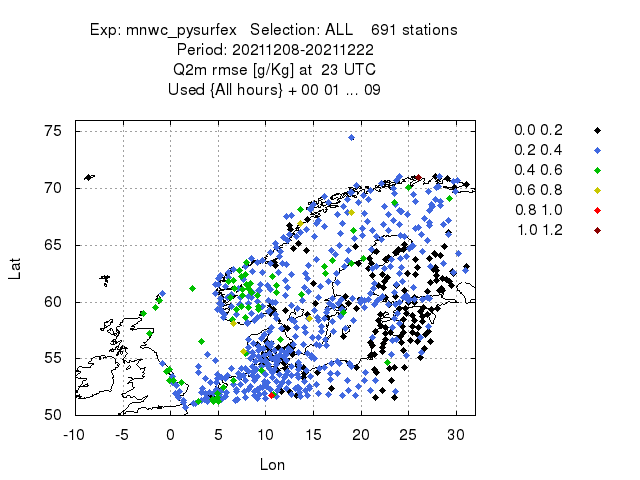 Exp: mnwc_pysurfex   Selection: ALL    691 stations
Period: 20211208-20211222
Q2m rmse [g/Kg] at  23 UTC
Used {All hours} + 00 01 ... 09
0.0 0.2
0.2 0.4
0.4 0.6
0.6 0.8
0.8 1.0
1.0 1.2
75
70
65
60
55
50
Lat
-10 -5 0 5 10 15 20 25 30
Lon